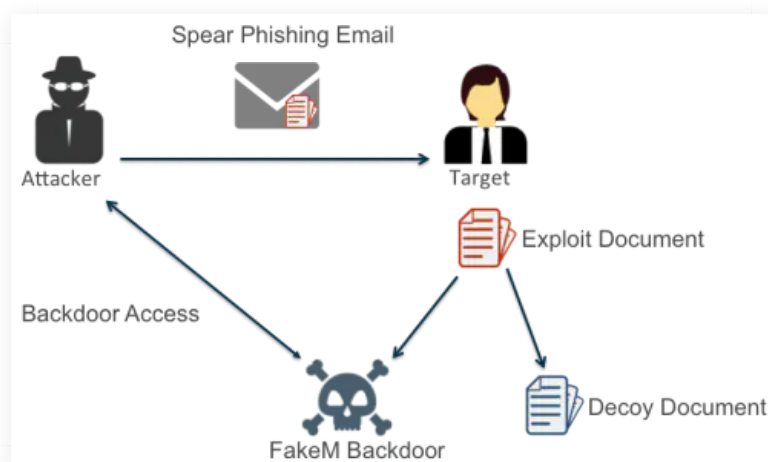 Spear Phishing Email
Attacker
Target
Exploit Document
Backdoor Access
Decoy Document
FakeM Backdoor